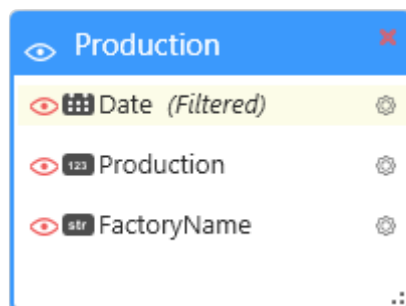 Production
Date (Filtered)
123 Production
str FactoryName